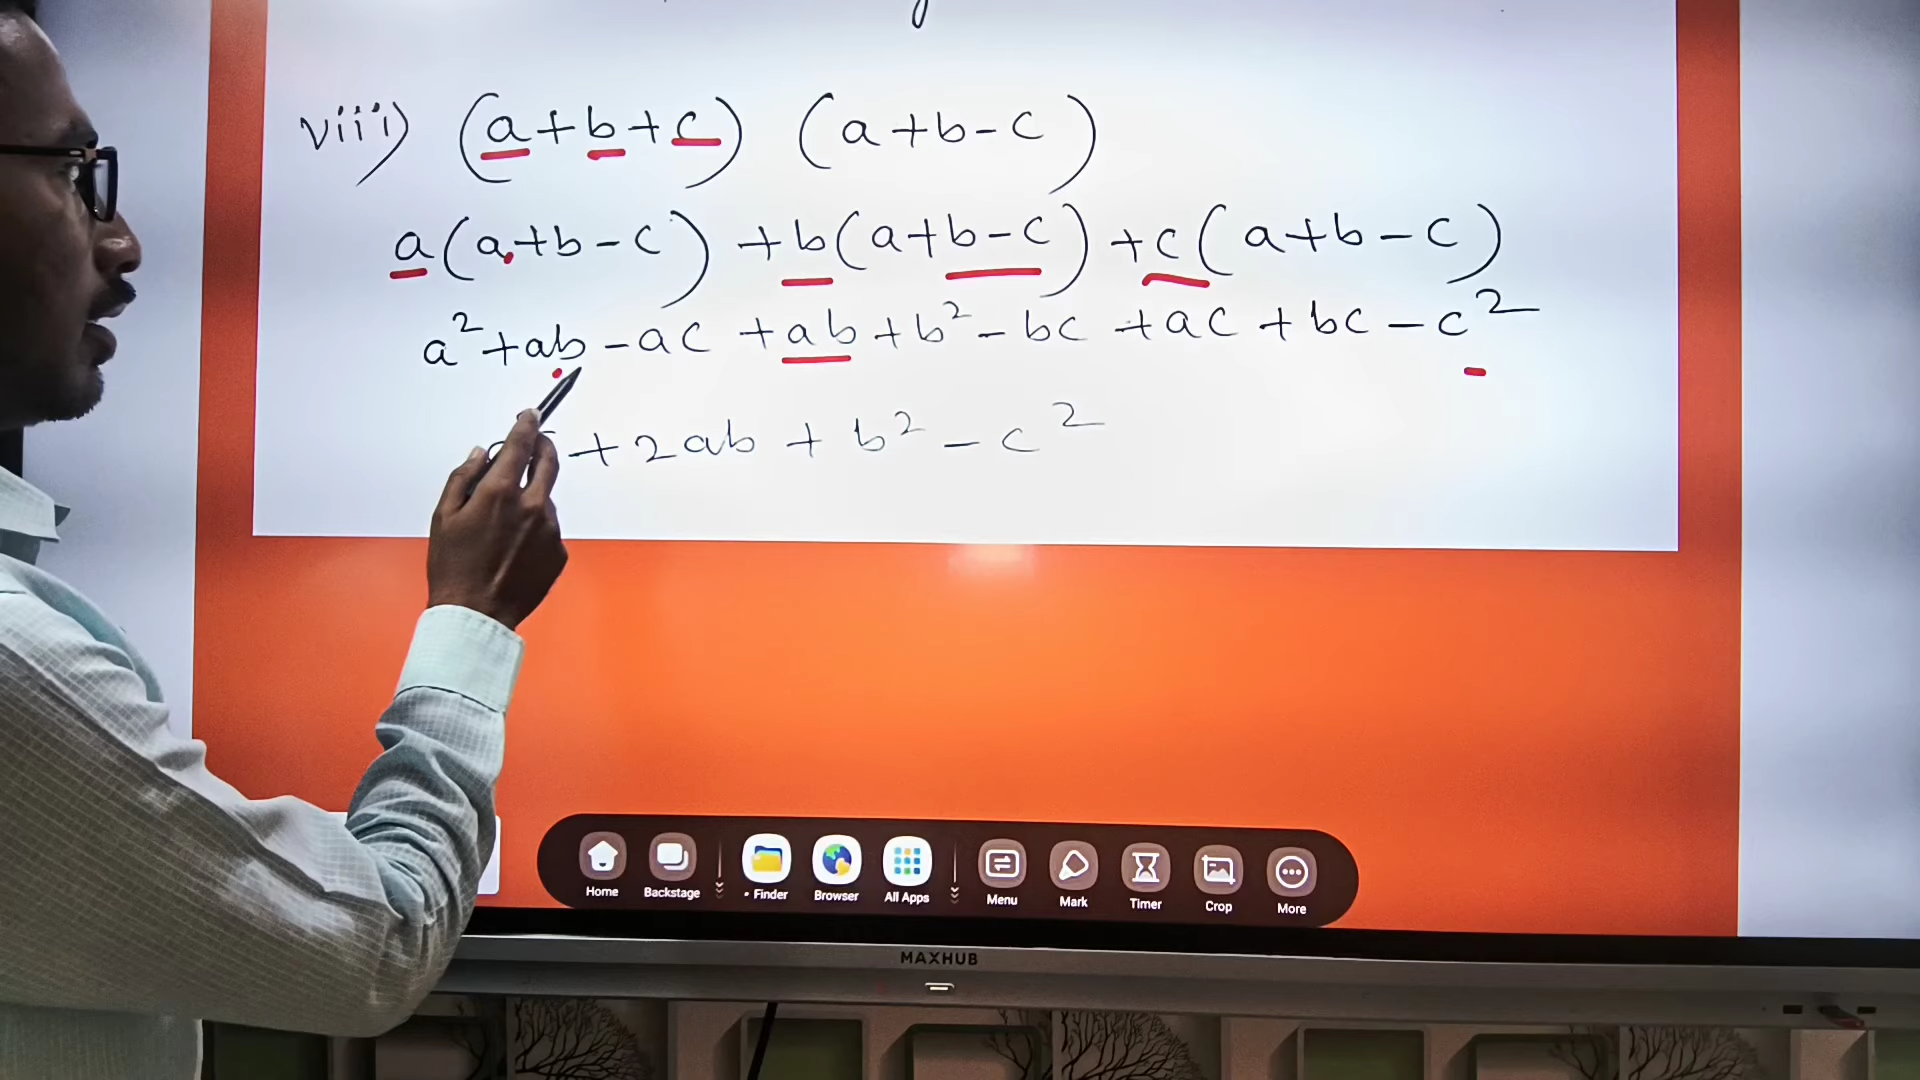 viii) (a+b+c) (a+b-c)
a(a+b-c) +b(a+b-c) +c(a+b-c)
a²+ab-ac +ab+b²-bc +ac+bc-c²
+2ab+b²-c²
Home Backstage Finder Browser All Apps Menu Mark Timer Crop More
MAXHUB